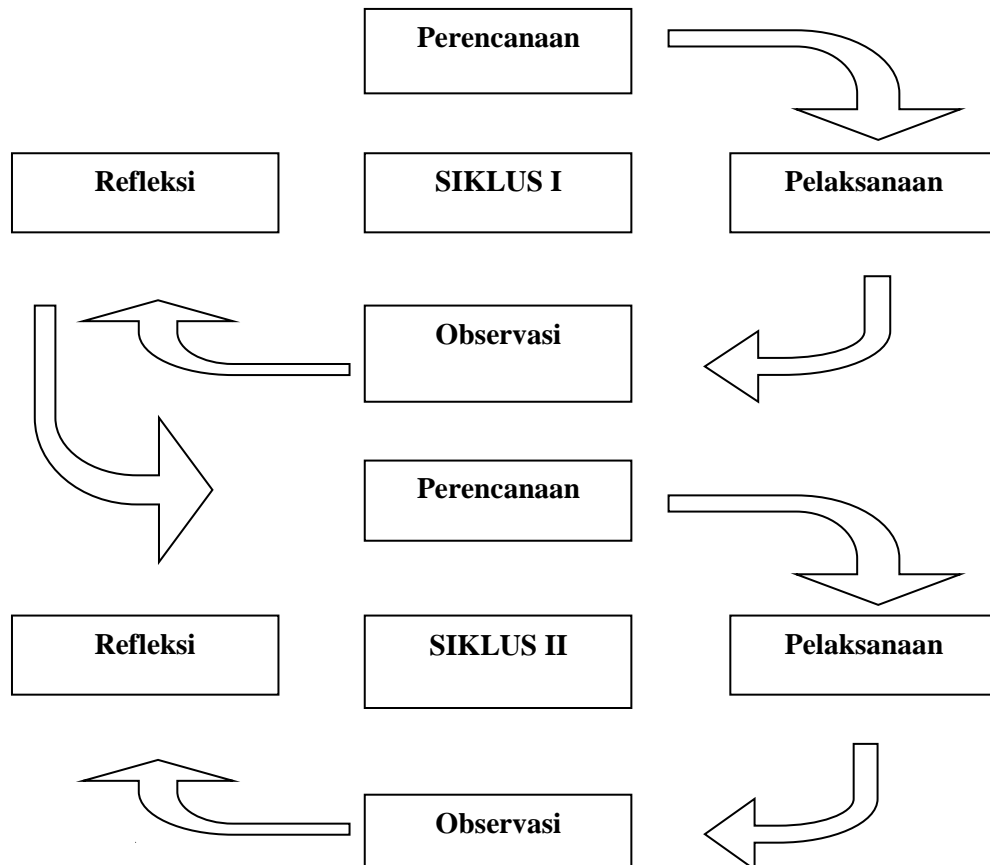 Perencanaan
Refleksi
SIKLUS I
Pelaksanaan
Observasi
Perencanaan
Refleksi
SIKLUS II
Pelaksanaan
Observasi